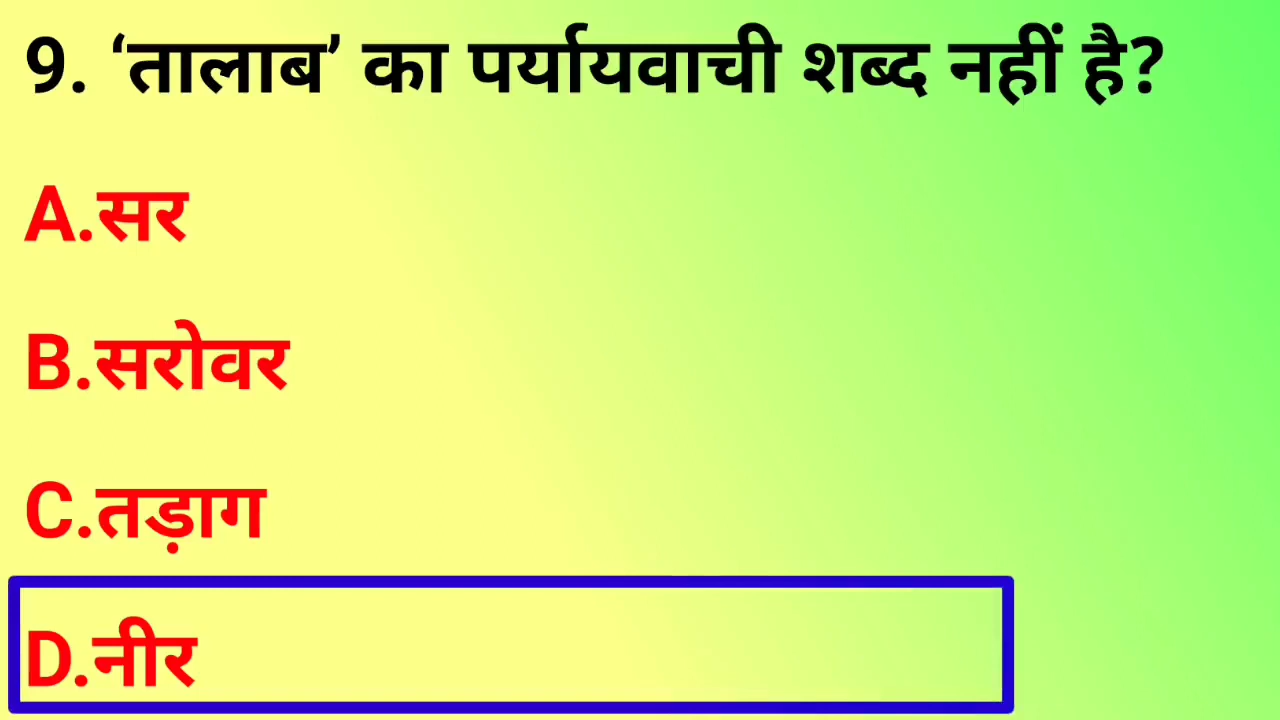 9. ‘तालाब’ का पर्यायवाची शब्द नहीं है?
A.सर
B.सरोवर
C.तड़ाग
D.नीर